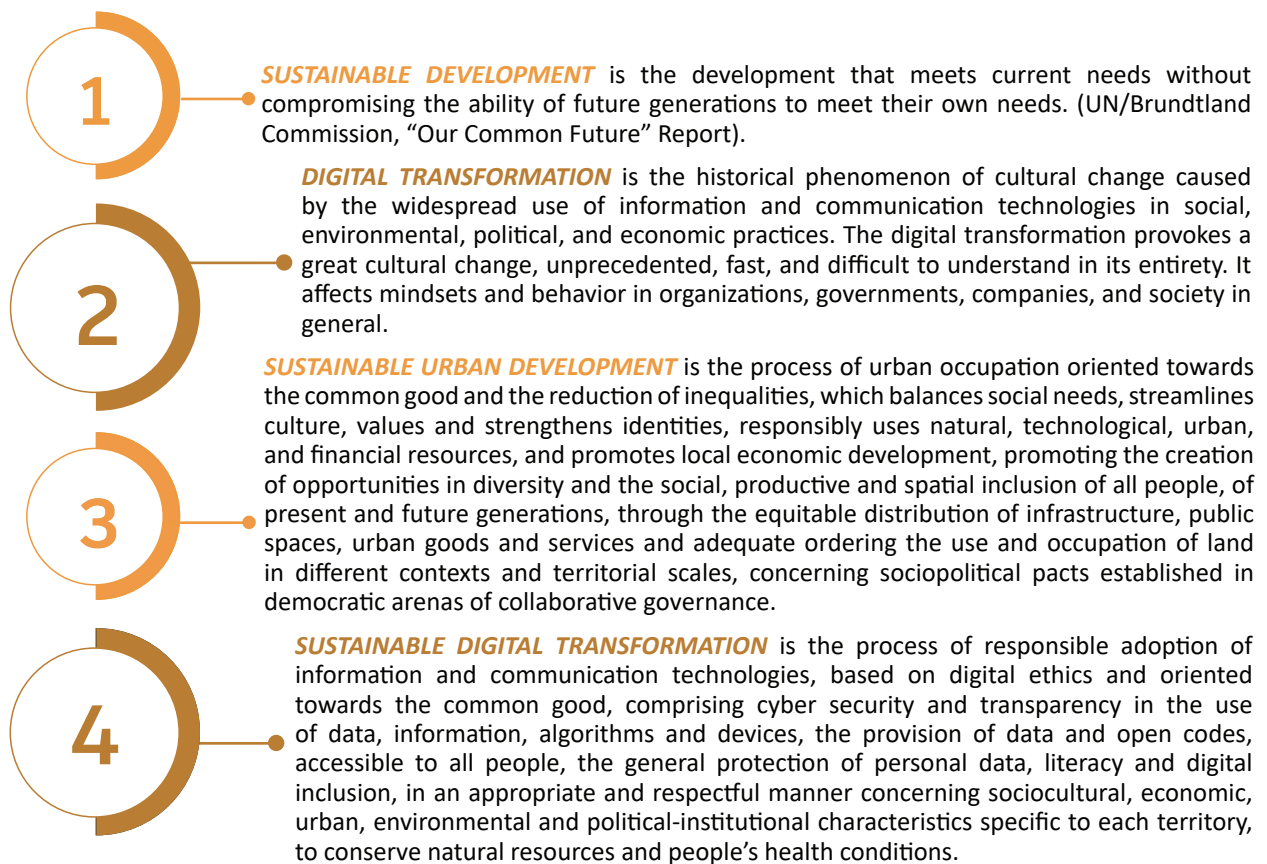 1
SUSTAINABLE DEVELOPMENT is the development that meets current needs without
compromising the ability of future generations to meet their own needs. (UN/Brundtland
Commission, “Our Common Future” Report).
2
DIGITAL TRANSFORMATION is the historical phenomenon of cultural change caused
by the widespread use of information and communication technologies in social,
environmental, political, and economic practices. The digital transformation provokes a
great cultural change, unprecedented, fast, and difficult to understand in its entirety. It
affects mindsets and behavior in organizations, governments, companies, and society in
general.
3
SUSTAINABLE URBAN DEVELOPMENT is the process of urban occupation oriented towards
the common good and the reduction of inequalities, which balances social needs, streamlines
culture, values and strengthens identities, responsibly uses natural, technological, urban,
and financial resources, and promotes local economic development, promoting the creation
of opportunities in diversity and the social, productive and spatial inclusion of all people, of
present and future generations, through the equitable distribution of infrastructure, public
spaces, urban goods and services and adequate ordering the use and occupation of land
in different contexts and territorial scales, concerning sociopolitical pacts established in
democratic arenas of collaborative governance.
4
SUSTAINABLE DIGITAL TRANSFORMATION is the process of responsible adoption of
information and communication technologies, based on digital ethics and oriented
towards the common good, comprising cyber security and transparency in the use
of data, information, algorithms and devices, the provision of data and open codes,
accessible to all people, the general protection of personal data, literacy and digital
inclusion, in an appropriate and respectful manner concerning sociocultural, economic,
urban, environmental and political-institutional characteristics specific to each territory,
to conserve natural resources and people’s health conditions.